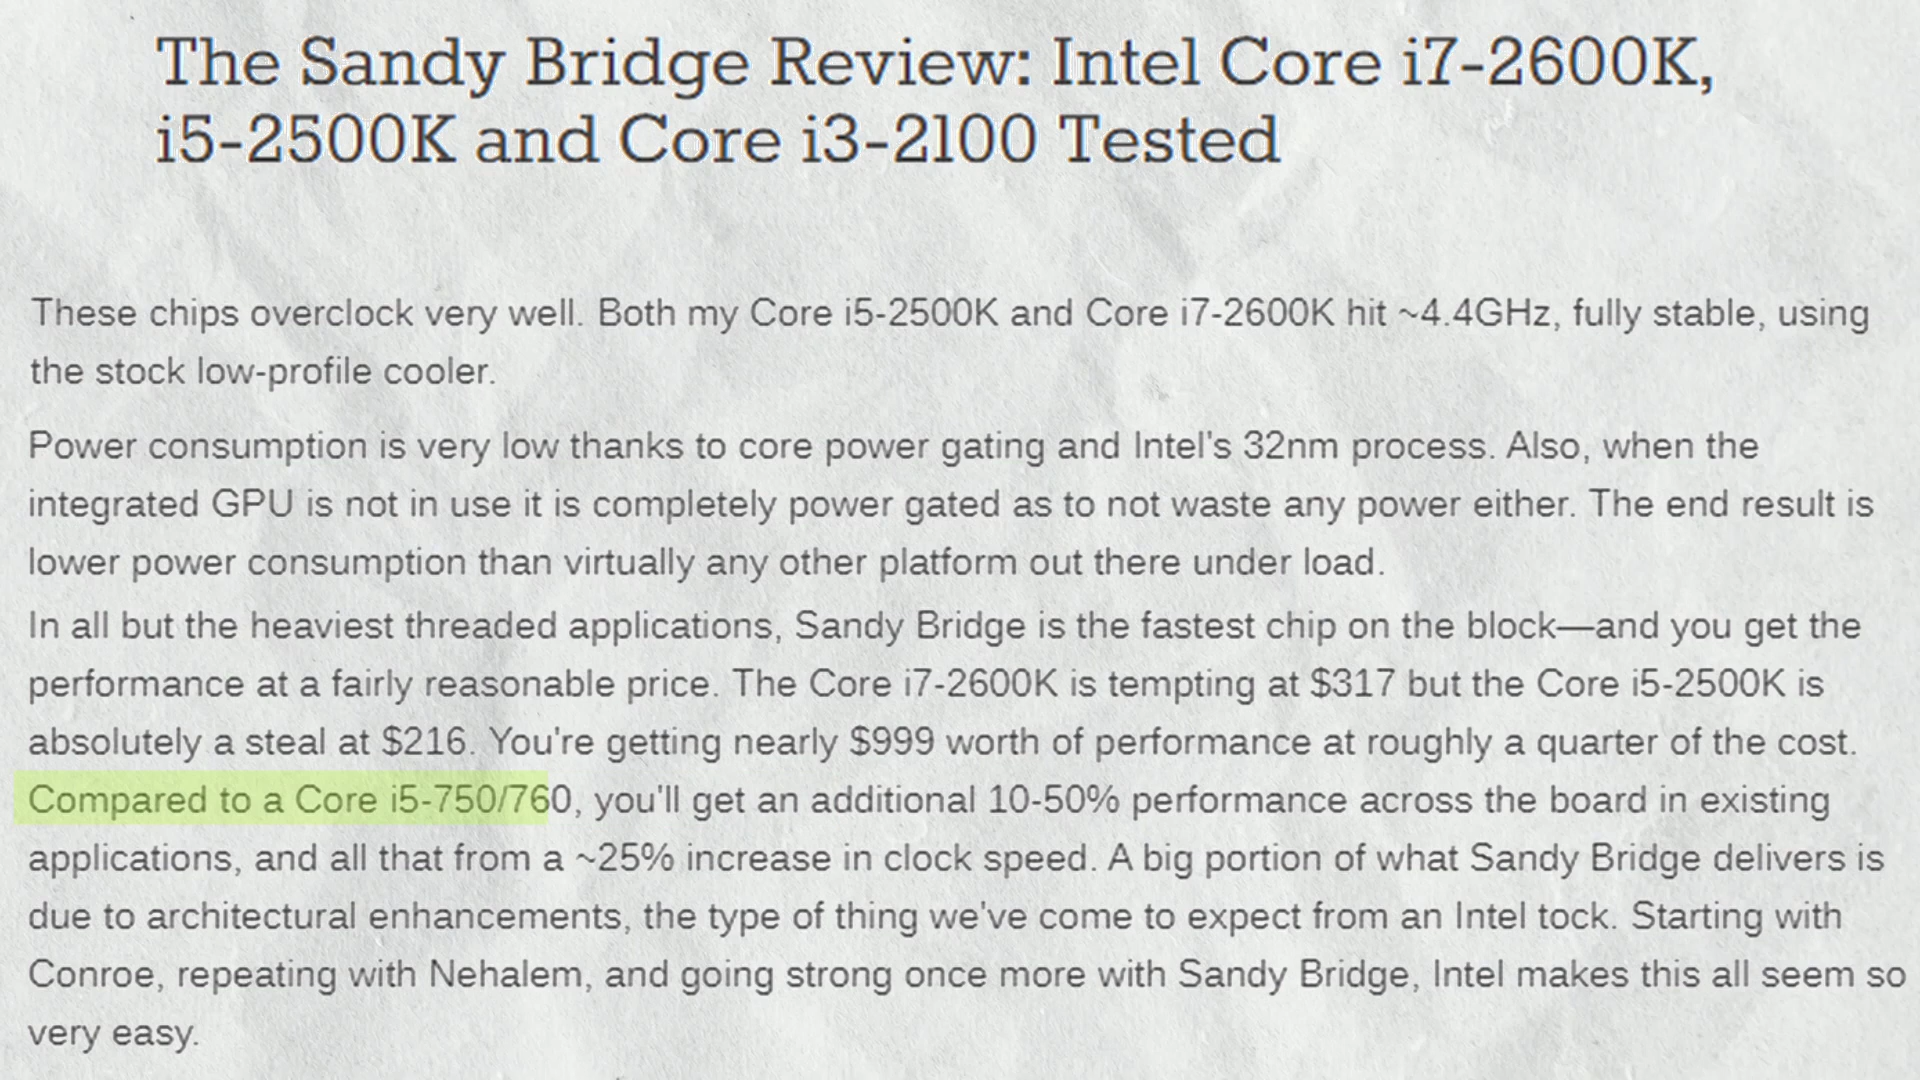 The Sandy Bridge Review: Intel Core i7-2600K,
i5-2500K and Core i3-2100 Tested
These chips overclock very well. Both my Core i5-2500K and Core i7-2600K hit ~4.4GHz, fully stable, using
the stock low-profile cooler.
Power consumption is very low thanks to core power gating and Intel's 32nm process. Also, when the
integrated GPU is not in use it is completely power gated as to not waste any power either. The end result is
lower power consumption than virtually any other platform out there under load.
In all but the heaviest threaded applications, Sandy Bridge is the fastest chip on the block—and you get the
performance at a fairly reasonable price. The Core i7-2600K is tempting at $317 but the Core i5-2500K is
absolutely a steal at $216. You're getting nearly $999 worth of performance at roughly a quarter of the cost.
Compared to a Core i5-750/760, you'll get an additional 10-50% performance across the board in existing
applications, and all that from a ~25% increase in clock speed. A big portion of what Sandy Bridge delivers is
due to architectural enhancements, the type of thing we've come to expect from an Intel tock. Starting with
Conroe, repeating with Nehalem, and going strong once more with Sandy Bridge, Intel makes this all seem so
very easy.